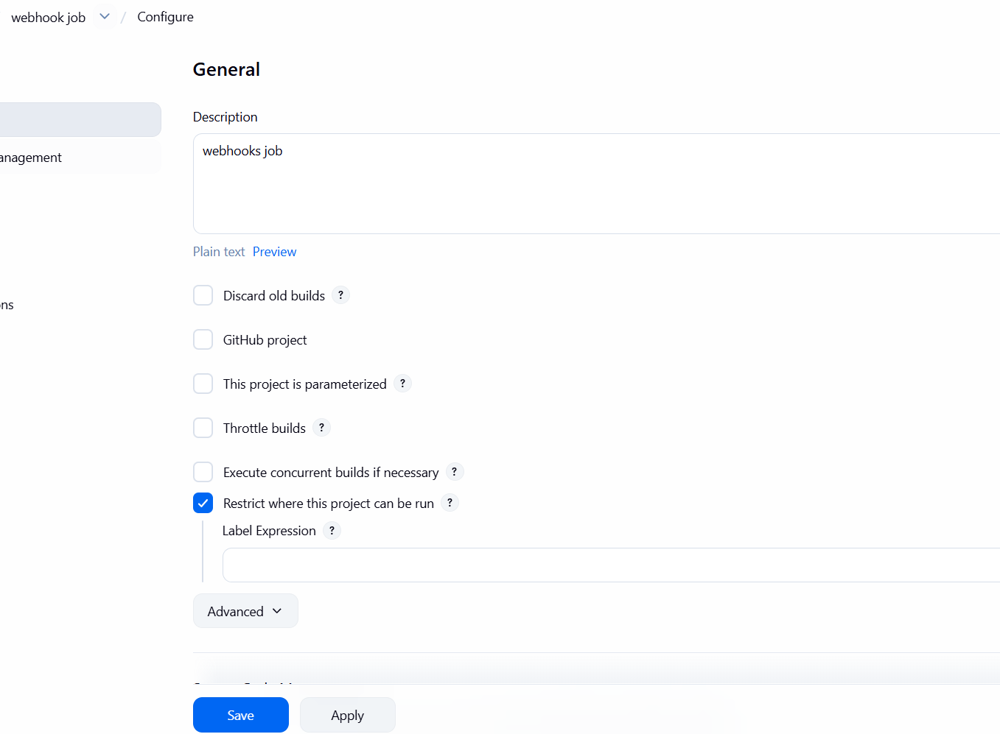 webhook job / Configure
General
anagement
ons
Description
webhooks job
Plain text Preview
Discard old builds ?
GitHub project
This project is parameterized ?
Throttle builds ?
Execute concurrent builds if necessary ?
Restrict where this project can be run ?
Label Expression ?
Advanced
Save Apply